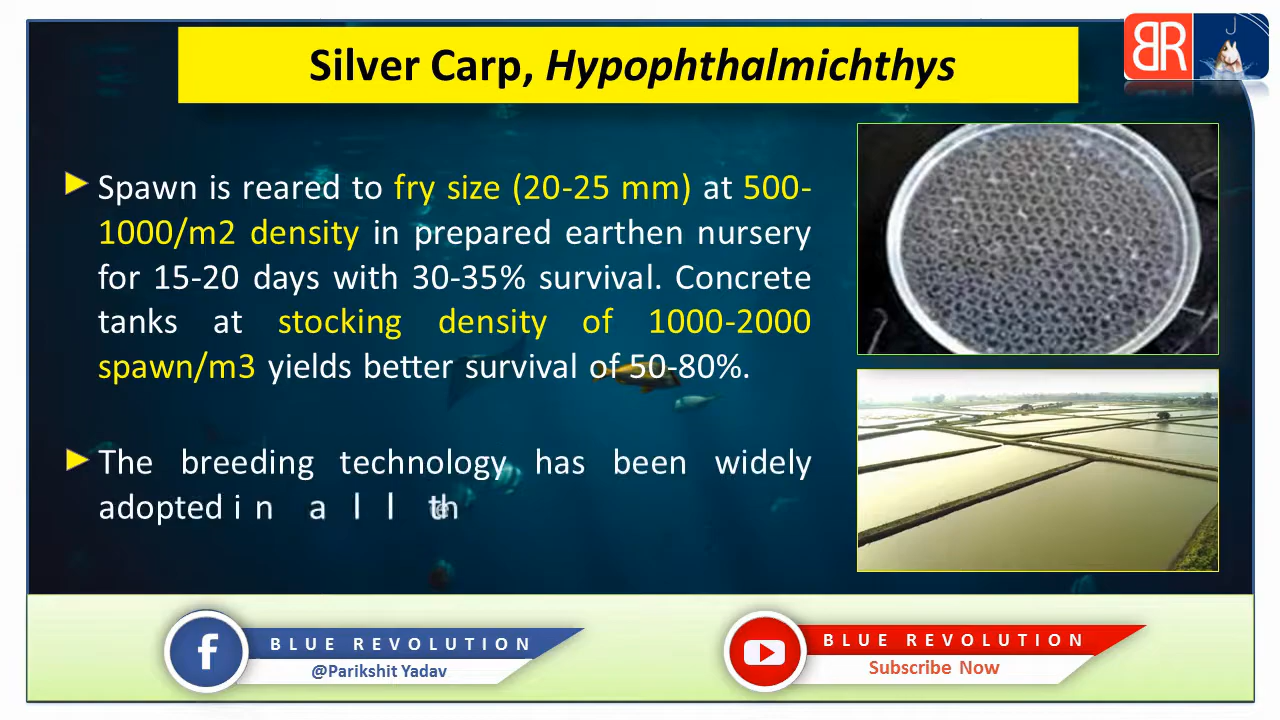 Silver Carp, Hypophthalmichthys
BR
Spawn is reared to fry size (20-25 mm) at 500-
1000/m2 density in prepared earthen nursery
for 15-20 days with 30-35% survival. Concrete
tanks at stocking density of 1000-2000
spawn/m3 yields better survival of 50-80%.
The breeding technology has been widely
adopted in all
BLUE REVOLUTION
@Parikshit Yadav
BLUE REVOLUTION
Subscribe Now